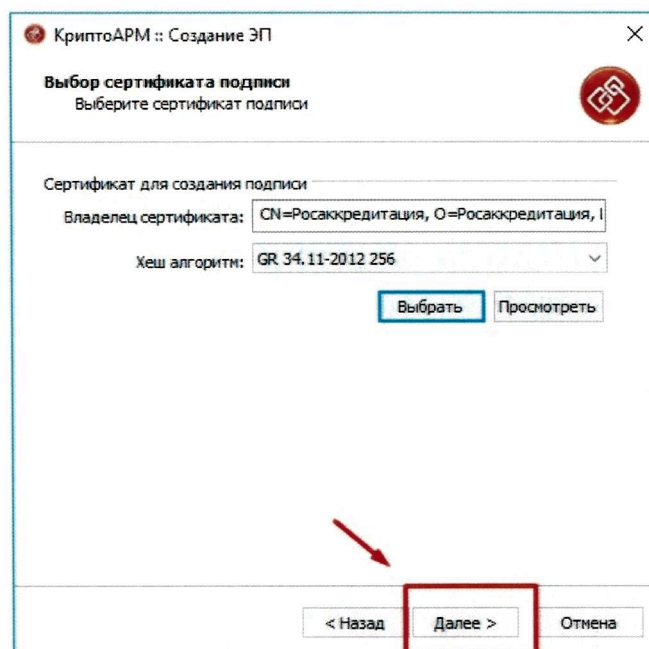 КриптоАРМ :: Создание ЭП
Выбор сертификата подписи
Выберите сертификат подписи
Сертификат для создания подписи
Владелец сертификата: CN=Росаккредитация, O=Росаккредитация, I
Хеш алгоритм: GR 34.11-2012 256
Выбрать Просмотреть
< Назад Далее > Отмена